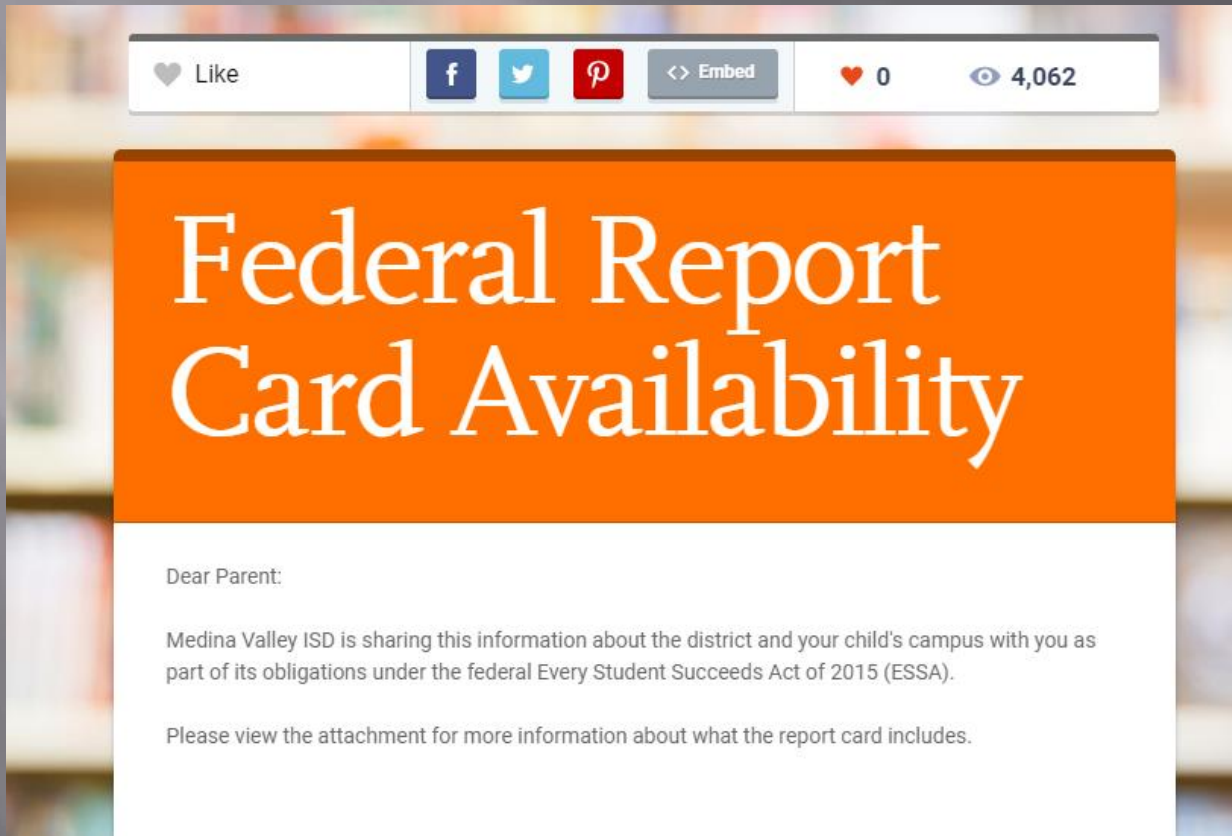 Like
<> Embed
0
4,062
Federal Report
Card Availability
Dear Parent:
Medina Valley ISD is sharing this information about the district and your child's campus with you as
part of its obligations under the federal Every Student Succeeds Act of 2015 (ESSA).
Please view the attachment for more information about what the report card includes.